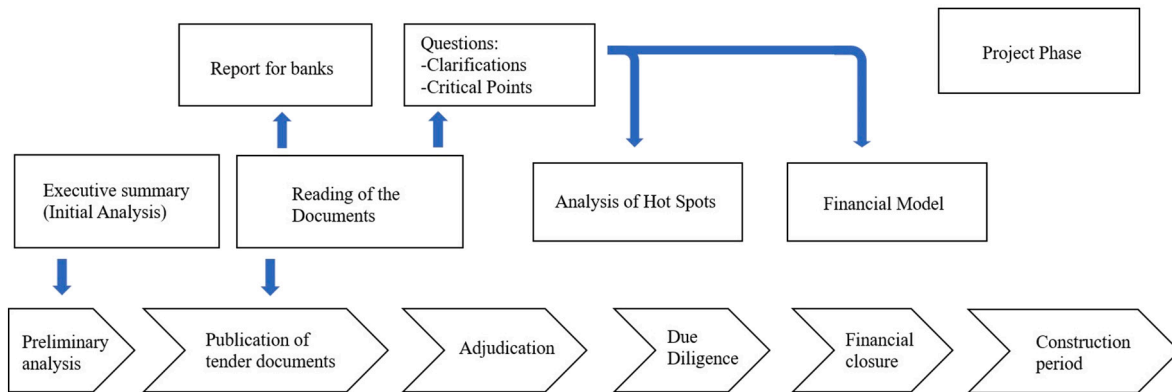 Report for banks
Questions:
-Clarifications
-Critical Points
Project Phase
Executive summary
(Initial Analysis)
Reading of the
Documents
Analysis of Hot Spots
Financial Model
Preliminary
analysis
Publication of
tender documents
Adjudication
Due
Diligence
Financial
closure
Construction
period